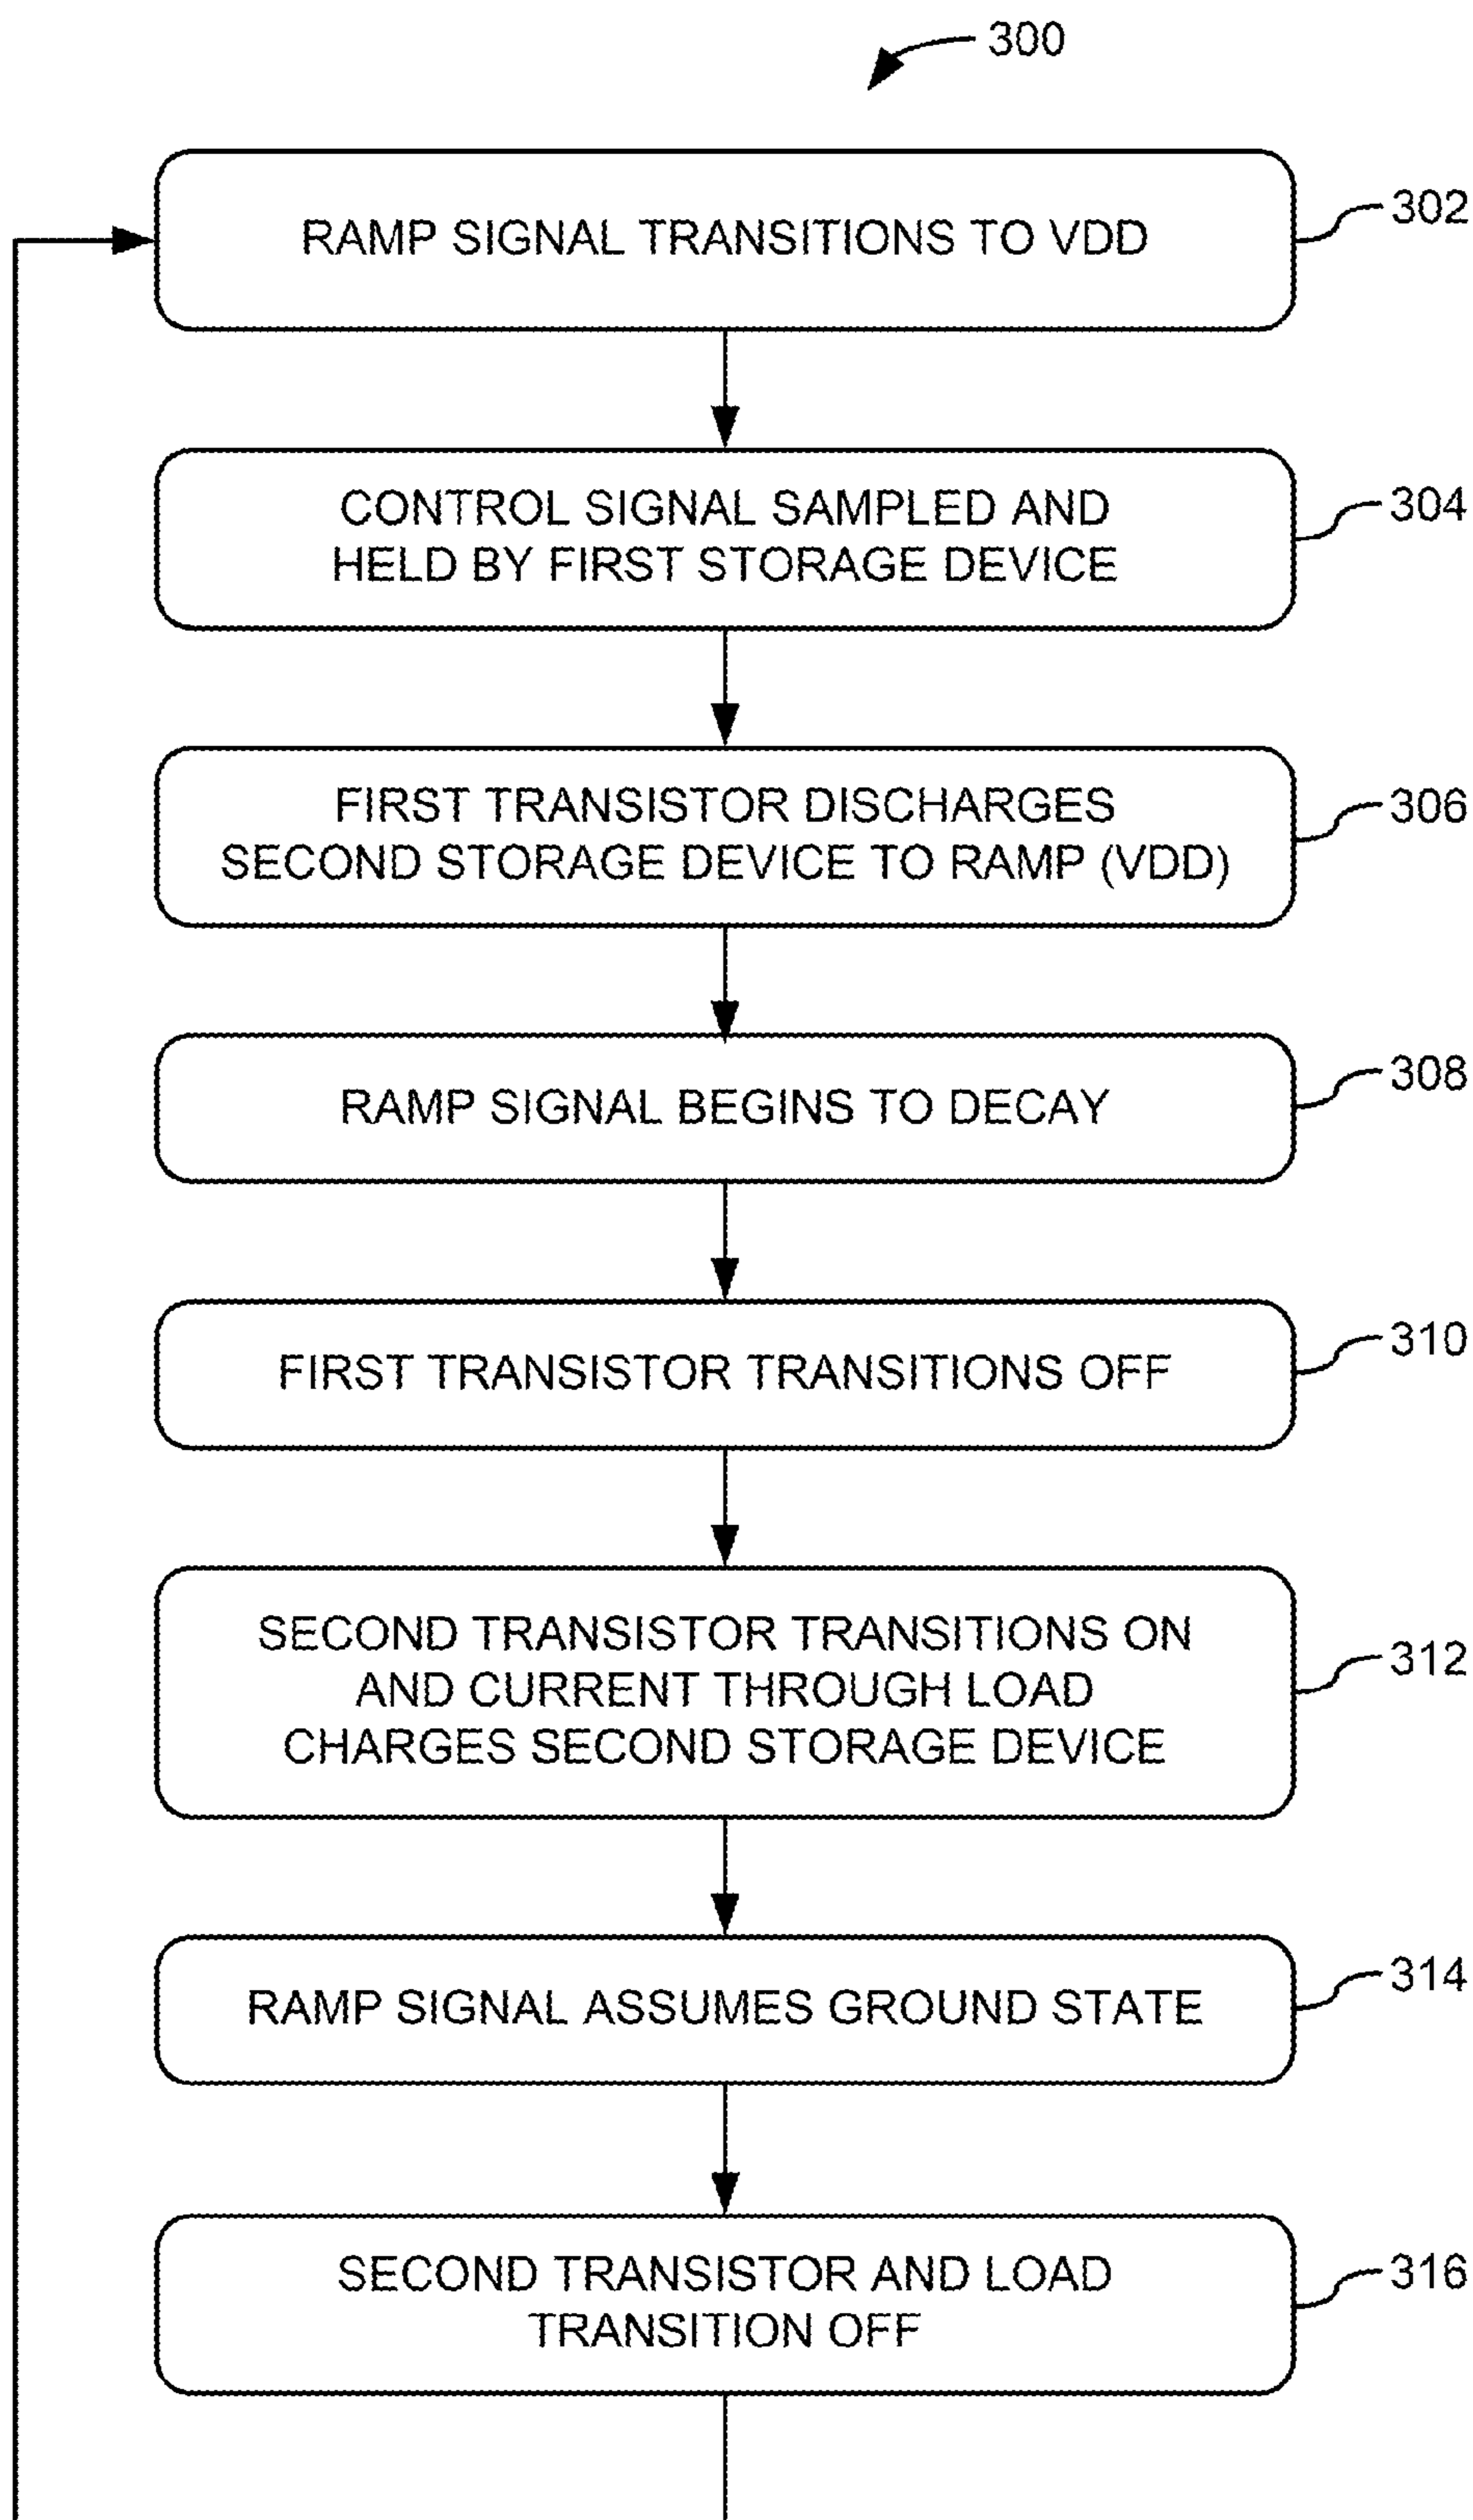 300
RAMP SIGNAL TRANSITIONS TO VDD
302
CONTROL SIGNAL SAMPLED AND
HELD BY FIRST STORAGE DEVICE
304
FIRST TRANSISTOR DISCHARGES
SECOND STORAGE DEVICE TO RAMP (VDD)
306
RAMP SIGNAL BEGINS TO DECAY
308
FIRST TRANSISTOR TRANSITIONS OFF
310
SECOND TRANSISTOR TRANSITIONS ON
AND CURRENT THROUGH LOAD
CHARGES SECOND STORAGE DEVICE
312
RAMP SIGNAL ASSUMES GROUND STATE
314
SECOND TRANSISTOR AND LOAD
TRANSITION OFF
316